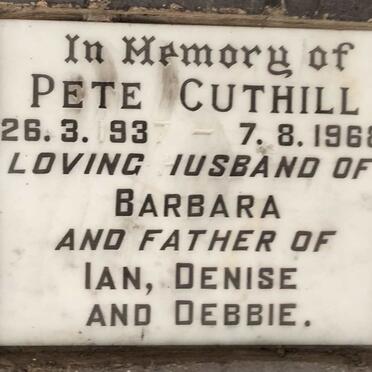 In Memory of
PETE CUTHILL
26.3.93 - 7.8.1968
LOVING IUSBAND OF
BARBARA
AND FATHER OF
IAN, DENISE
AND DEBBIE.